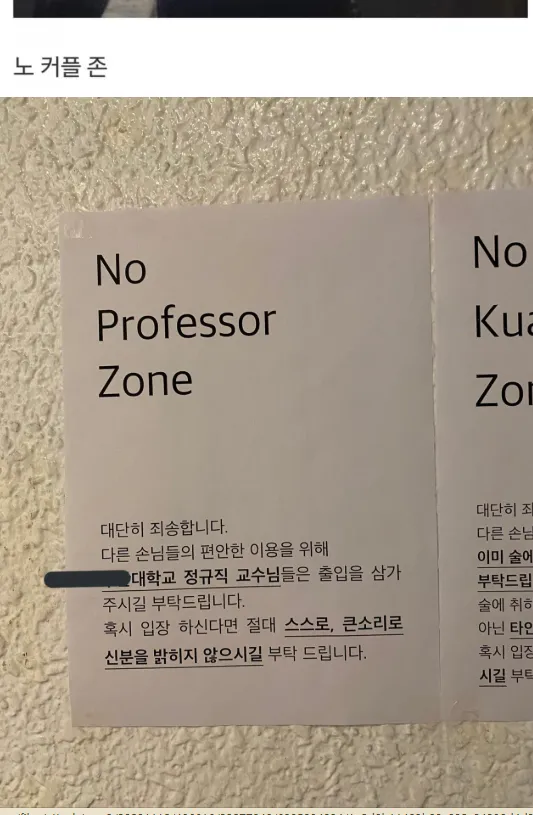 노 커플 존
No
Professor
Zone
대단히 죄송합니다.
다른 손님들의 편안한 이용을 위해
대학교 정규직 교수님들은 출입을 삼가
주시길 부탁드립니다.
혹시 입장 하신다면 절대 스스로, 큰소리로
신분을 밝히지 않으시길 부탁 드립니다.
No
Kua
Zon
대단히 죄
다른 손님
이미 술에
부탁드립
술에 취하
아닌 타인
혹시 입장
시길 부탁